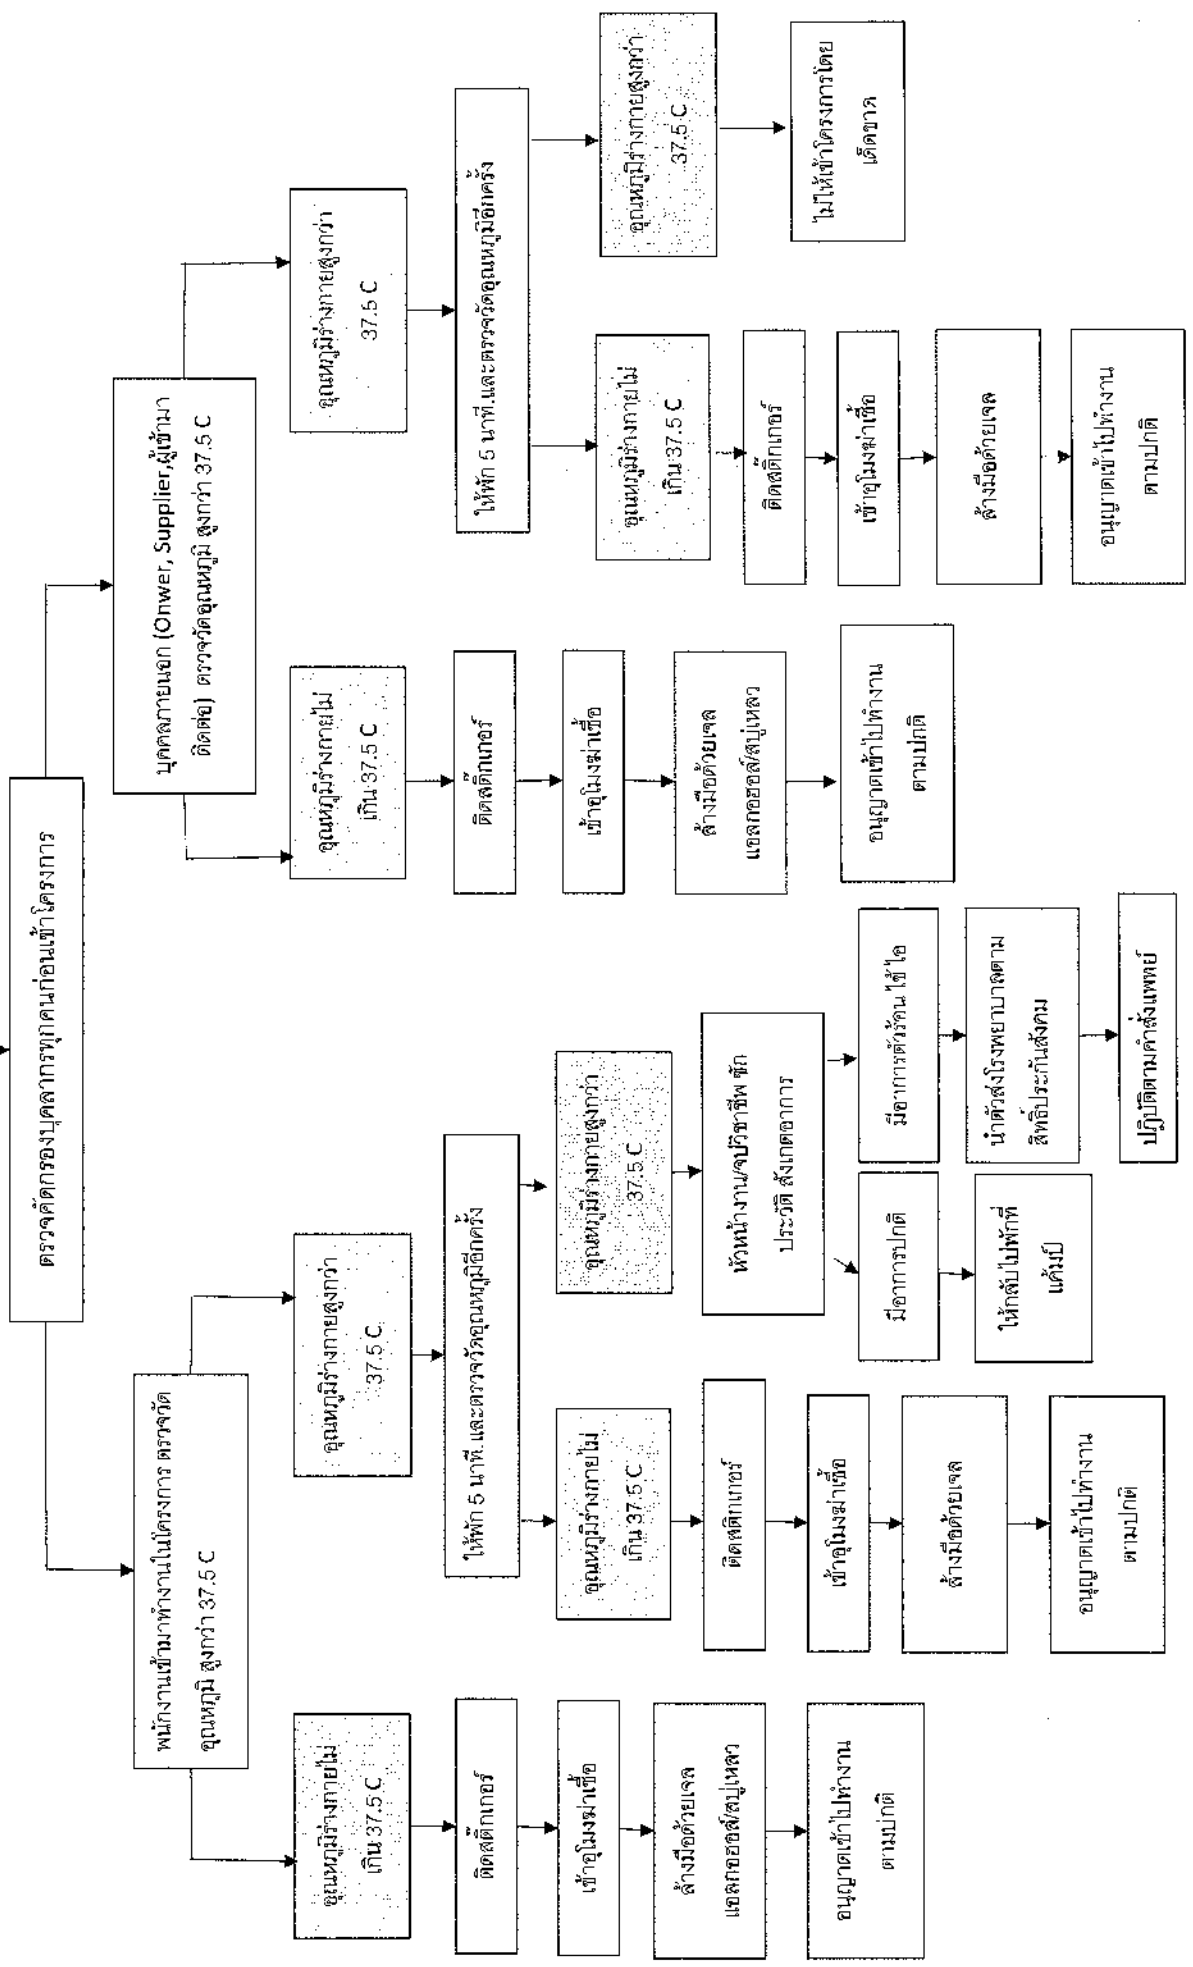 ตรวจคัดกรองบุคลากรทุกคนก่อนเข้าโครงการ
พนักงานเข้ามาทำงานในโครงการ ตรวจวัด
อุณหภูมิ สูงกว่า 37.5 C
บุคคลภายนอก (Onwer, Supplier,ผู้เข้ามา
ติดต่อ) ตรวจวัดอุณหภูมิ สูงกว่า 37.5 C
อุณหภูมิร่างกายไม่
เกิน 37.5 C
อุณหภูมิร่างกายสูงกว่า
37.5 C
อุณหภูมิร่างกายไม่
เกิน 37.5 C
อุณหภูมิร่างกายสูงกว่า
37.5 C
ติดสติ๊กเกอร์
ให้พัก 5 นาที.และตรวจวัดอุณหภูมิอีกครั้ง
ติดสติ๊กเกอร์
ให้พัก 5 นาที.และตรวจวัดอุณหภูมิอีกครั้ง
เข้าอุโมงฆ่าเชื้อ
อุณหภูมิร่างกายไม่
เกิน 37.5 C
อุณหภูมิร่างกายสูงกว่า
37.5 C
เข้าอุโมงฆ่าเชื้อ
อุณหภูมิร่างกายไม่
เกิน 37.5 C
อุณหภูมิร่างกายสูงกว่า
37.5 C
ล้างมือด้วยเจล
แอลกอฮอล์/สบู่เหลว
ติดสติ๊กเกอร์
หัวหน้างาน/จปวิชาชีพ ซัก
ประวัติ สังเกตอาการ
ล้างมือด้วยเจล
แอลกอฮอล์/สบู่เหลว
ติดสติ๊กเกอร์
ไม่ให้เข้าโครงการโดย
เด็ดขาด
อนุญาตเข้าไปทำงาน
ตามปกติ
เข้าอุโมงฆ่าเชื้อ
มีอาการปกติ
มีอาการตัวร้อน ไข้ ไอ
อนุญาตเข้าไปทำงาน
ตามปกติ
เข้าอุโมงฆ่าเชื้อ
ล้างมือด้วยเจล
ให้กลับไปพักที่
แค้มป์
นำตัวส่งโรงพยาบาลตาม
สิทธิ์ประกันสังคม
ล้างมือด้วยเจล
อนุญาตเข้าไปทำงาน
ตามปกติ
ปฏิบัติตามคำสั่งแพทย์
อนุญาตเข้าไปทำงาน
ตามปกติ